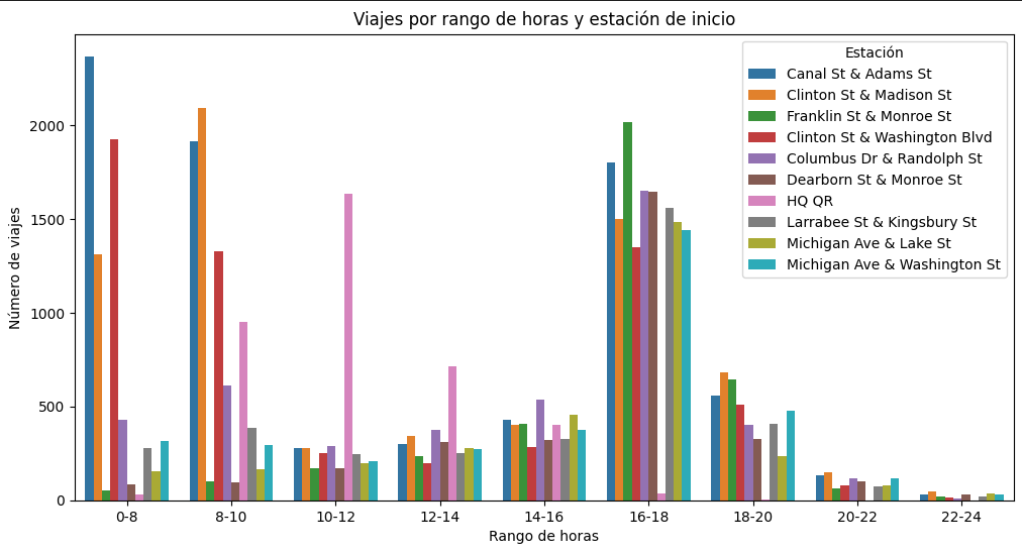 Viajes por rango de horas y estación de inicio
Número de viajes
2000
1500
1000
500
0
Estación
Canal St & Adams St
Clinton St & Madison St
Franklin St & Monroe St
Clinton St & Washington Blvd
Columbus Dr & Randolph St
Dearborn St & Monroe St
HQ QR
Larrabee St & Kingsbury St
Michigan Ave & Lake St
Michigan Ave & Washington St
0-8 8-10 10-12 12-14 14-16 16-18 18-20 20-22 22-24
Rango de horas